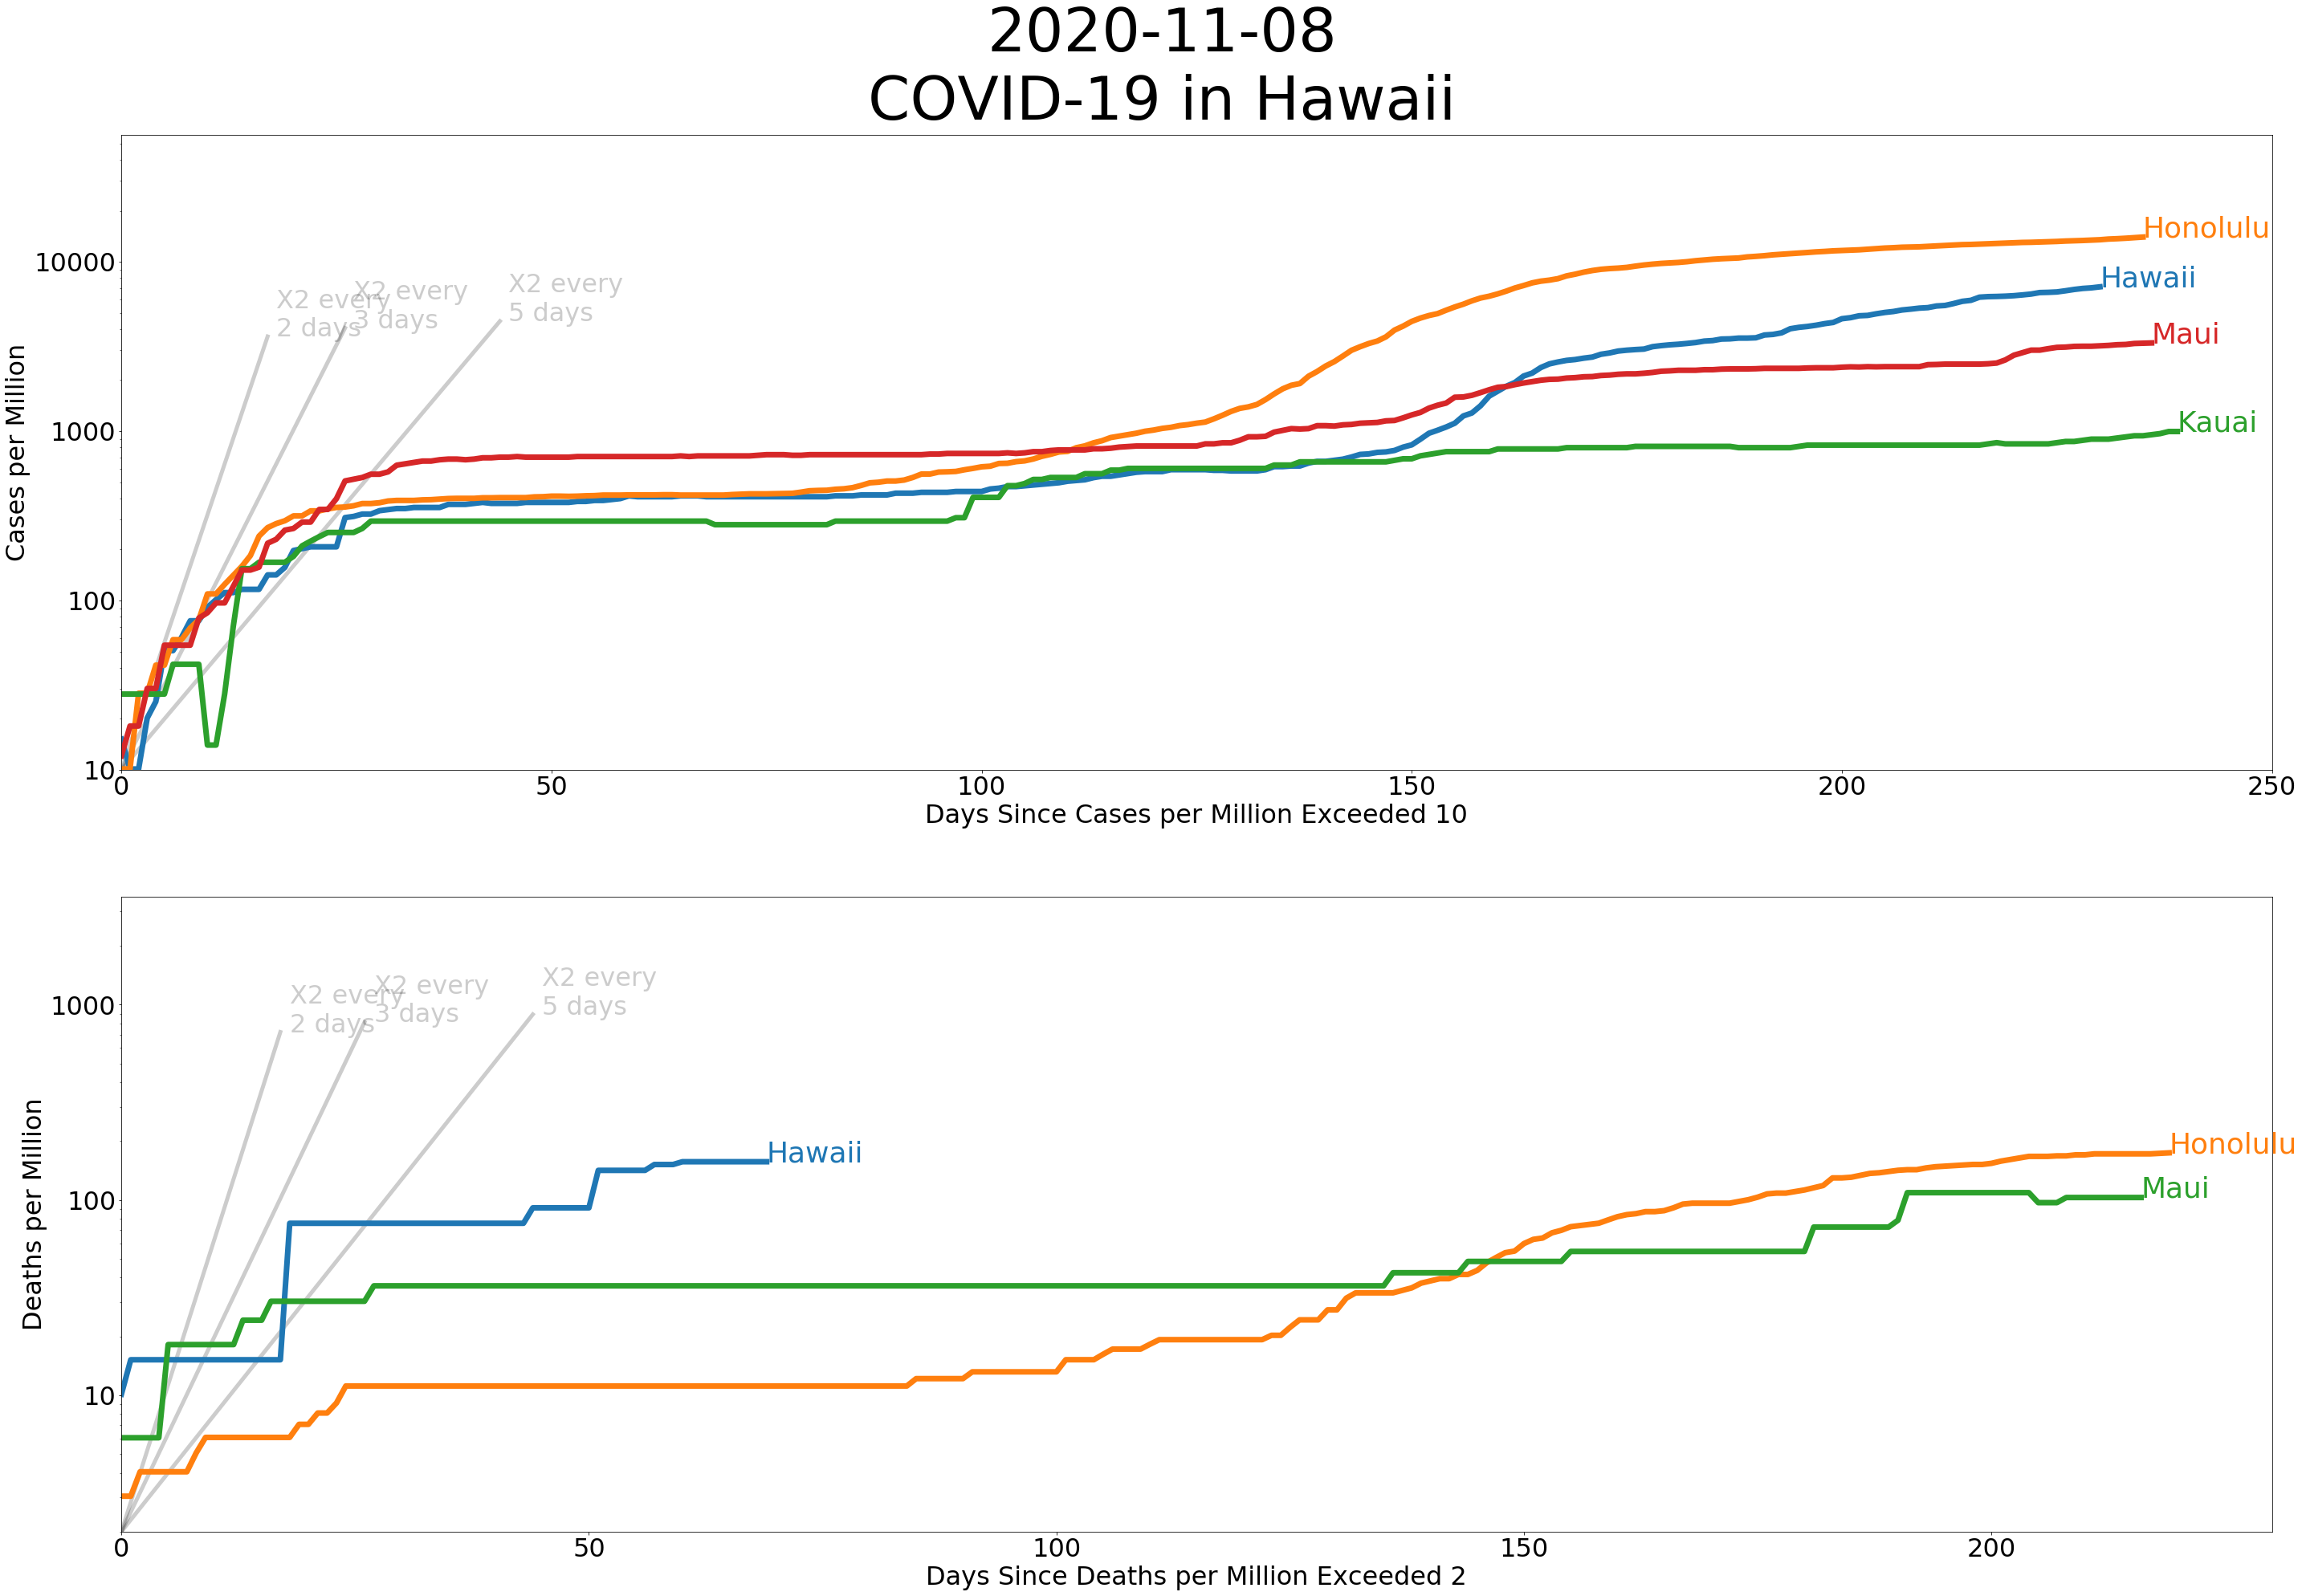 2020-11-08
COVID-19 in Hawaii
Cases per Million
10000
1000
100
10
X2 every
2 days
X2 every
3 days
X2 every
5 days
Honolulu
Hawaii
Maui
Kauai
0 50 100 150 200 250
Days Since Cases per Million Exceeded 10
Deaths per Million
1000
100
10
X2 every
2 days
X2 every
3 days
X2 every
5 days
Hawaii
Honolulu
Maui
0 50 100 150 200
Days Since Deaths per Million Exceeded 2